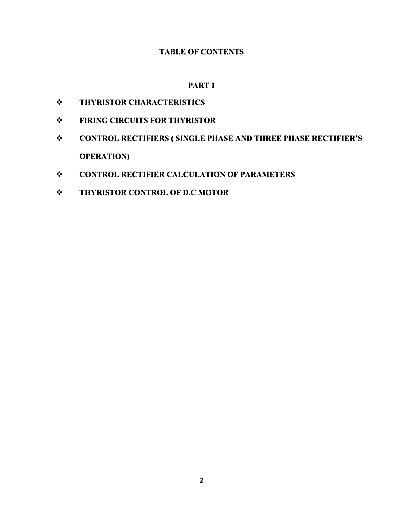 TABLE OF CONTENTS
PART 1
❖ THYRISTOR CHARACTERISTICS
❖ FIRING CIRCUITS FOR THYRISTOR
❖ CONTROL RECTIFIERS ( SINGLE PHASE AND THREE PHASE RECTIFIER'S
OPERATION)
❖ CONTROL RECTIFIER CALCULATION OF PARAMETERS
❖ THYRISTOR CONTROL OF D.C MOTOR
2